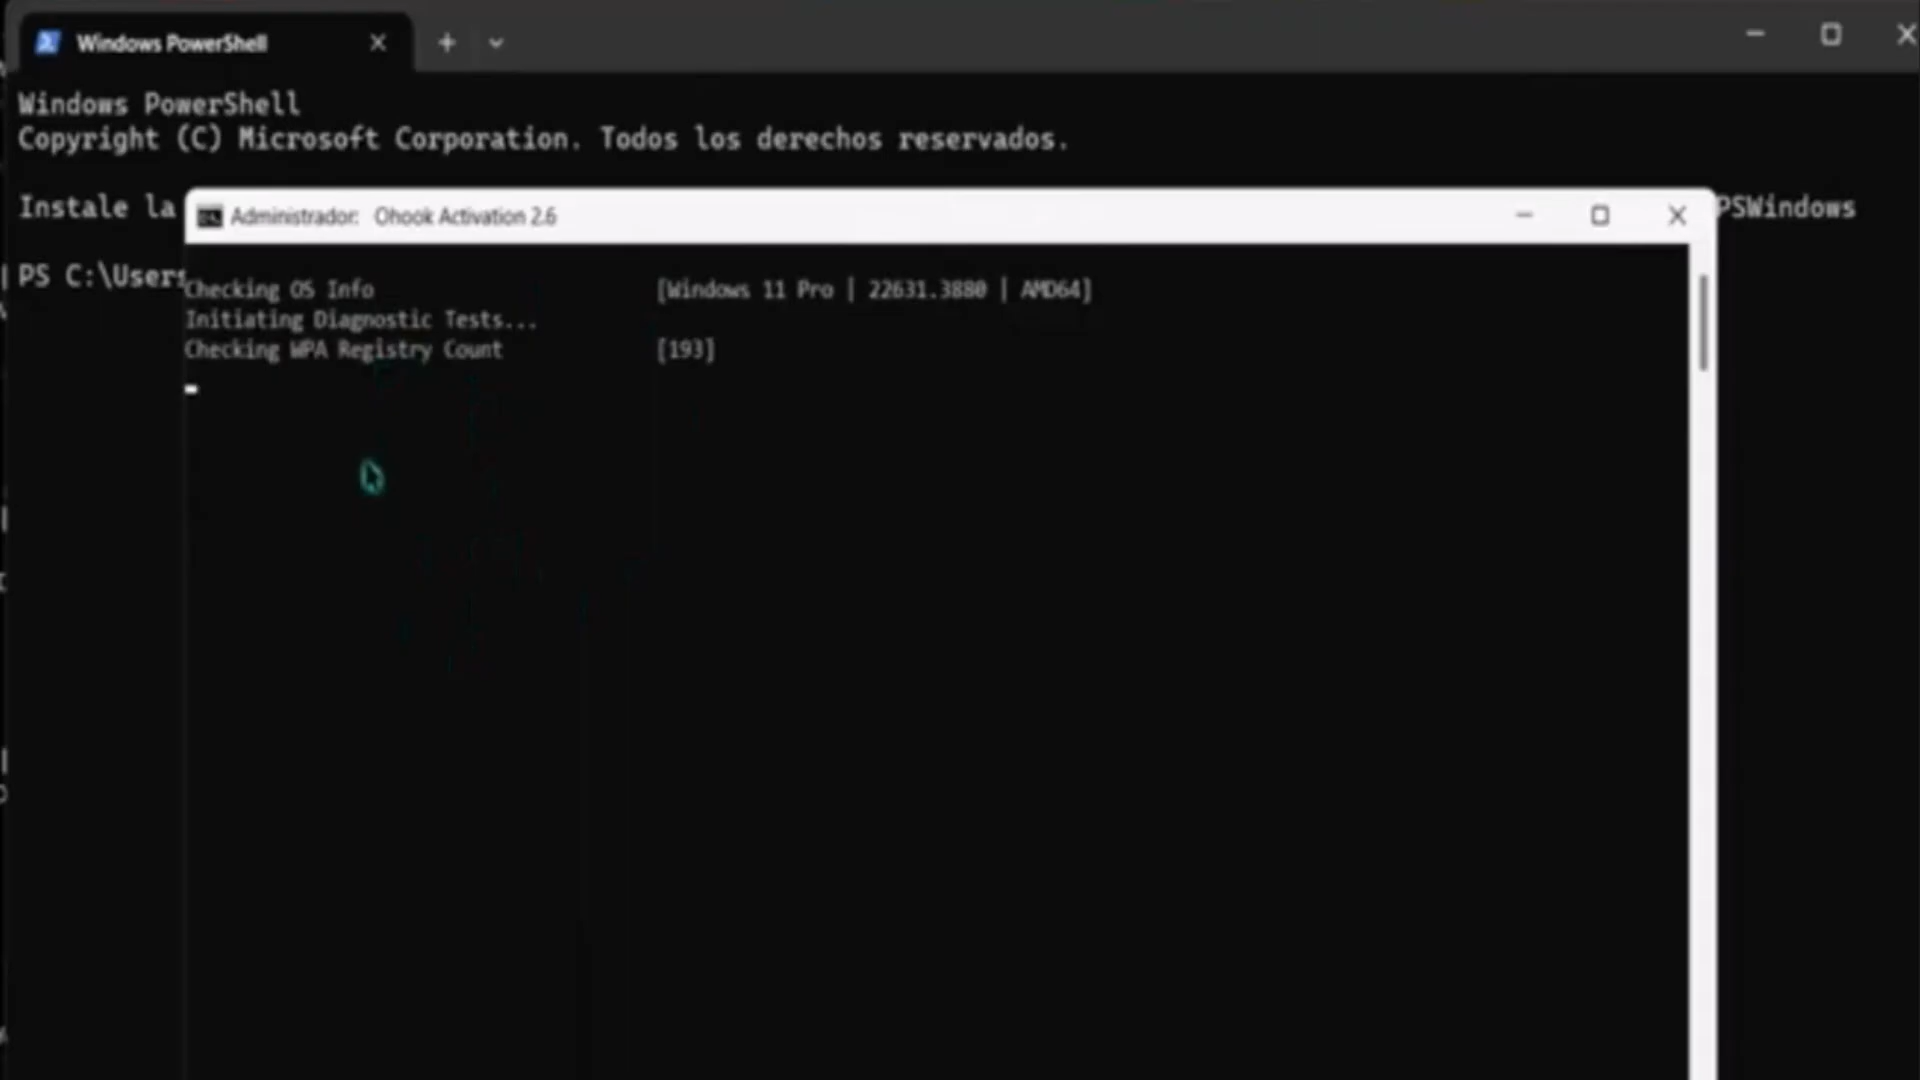 Windows PowerShell
Windows PowerShell
Copyright (C) Microsoft Corporation. Todos los derechos reservados.
Instale la
PSWindows
PS C:\Users
Administrador: Ohook Activation 2.6
Checking OS Info [Windows 11 Pro | 22631.3880 | AMD64]
Initiating Diagnostic Tests...
Checking WPA Registry Count [193]